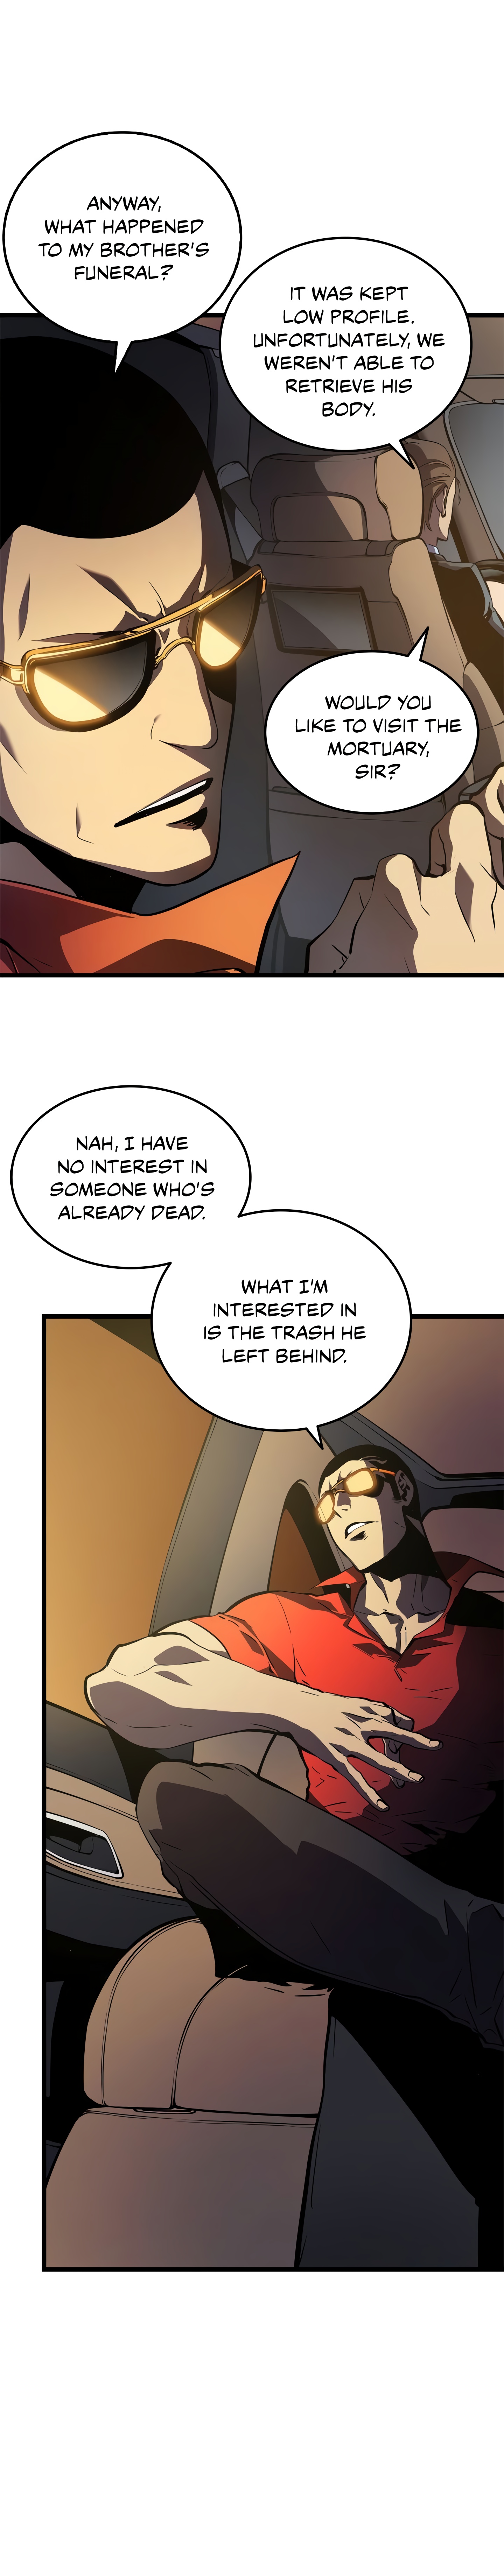 ANYWAY,
WHAT HAPPENED
TO MY BROTHER'S
FUNERAL?
IT WAS KEPT
LOW PROFILE.
UNFORTUNATELY, WE
WEREN'T ABLE TO
RETRIEVE HIS
BODY.
WOULD YOU
LIKE TO VISIT THE
MORTUARY,
SIR?
NAH, I HAVE
NO INTEREST IN
SOMEONE WHO'S
ALREADY DEAD.
WHAT I'M
INTERESTED IN
IS THE TRASH HE
LEFT BEHIND.